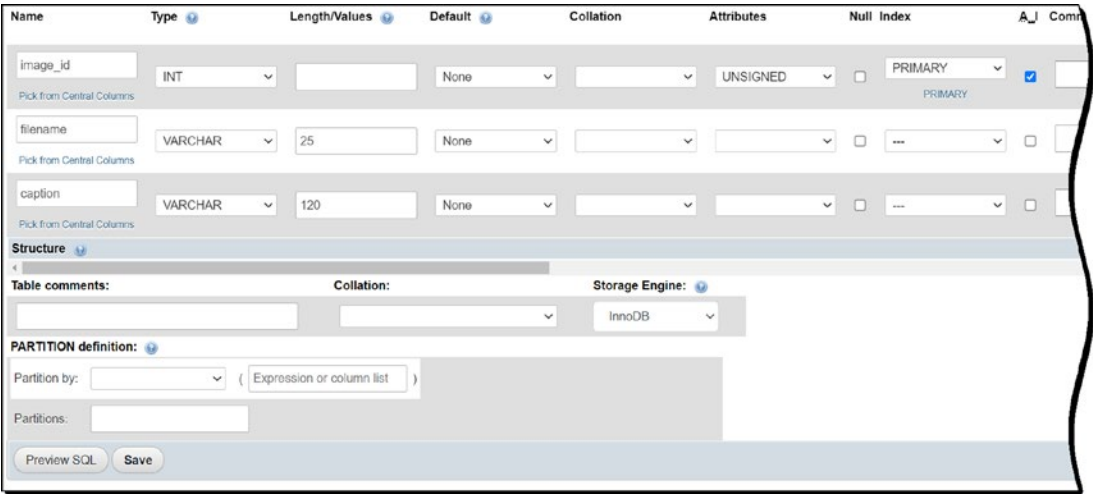 Name Type Length/Values Default Collation Attributes Null Index A_I
image_id INT None UNSIGNED PRIMARY
Pick from Central Columns PRIMARY
filename VARCHAR 25 None ---
Pick from Central Columns
caption VARCHAR 120 None ---
Pick from Central Columns
Structure
Table comments: Collation: Storage Engine:
InnoDB
PARTITION definition:
Partition by: ( Expression or column list )
Partitions:
Preview SQL Save